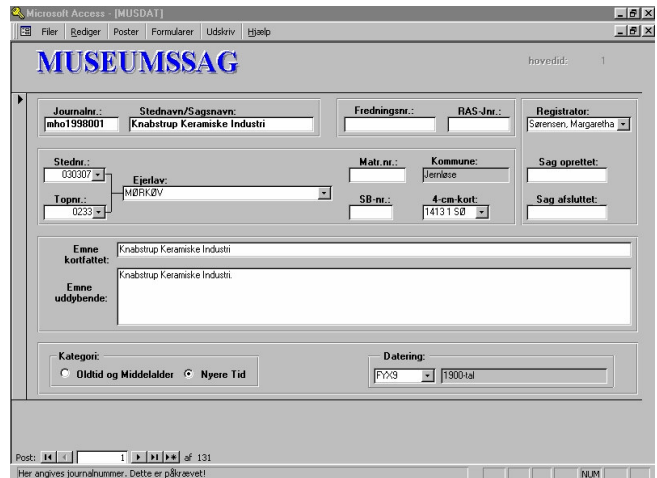 Microsoft Access - [MUSDAT]
Filer Rediger Poster Formularer Udskriv Hjælp
MUSEUMSSAG
hovedid: 1
Journalnr.: Stednavn/Sagsnavn: Fredningsnr.: RAS-Jnr.: Registrator:
mho1998001 Knabstrup Keramiske Industri Sørensen, Margaretha
Stednr.: Matr.nr.: Kommune: Sag oprettet:
030307 Ejerlav: Jernløse
MØRKØV
Topnr.: SB-nr.: 4-cm-kort: Sag afsluttet:
0233 1413 1 SØ
Emne kortfattet: Knabstrup Keramiske Industri
Emne uddybende: Knabstrup Keramiske Industri.
Kategori: Datering:
Oldtid og Middelalder Nyere Tid FYX9 1900-tal
Post: 1 af 131
Her angives journalnummer. Dette er påkrævet! NUM